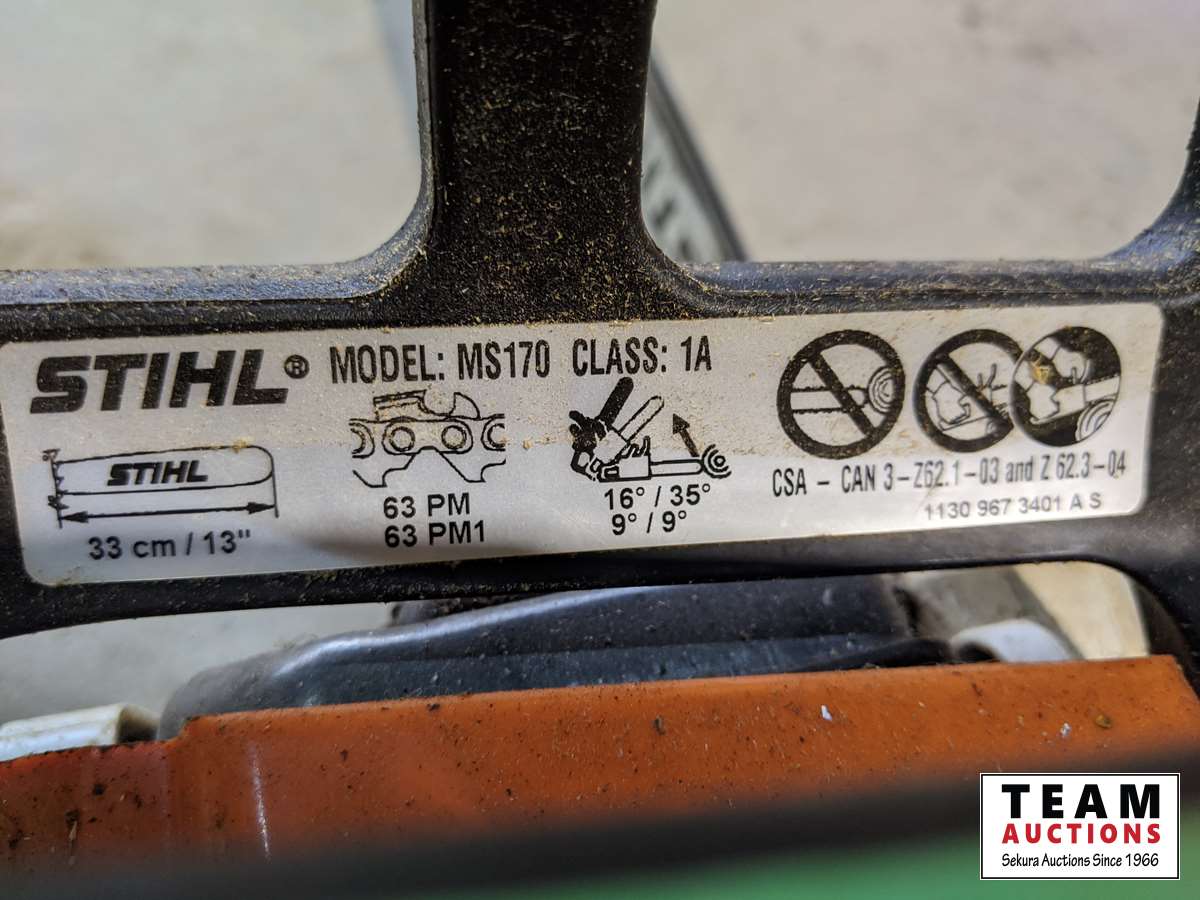 STIHL® MODEL: MS170 CLASS: 1A
STIHL
33 cm / 13"
63 PM
63 PM1
16° / 35°
9° / 9°
CSA - CAN 3-Z62.1-03 and Z 62.3-04
1130 967 3401 A S
TEAM
AUCTIONS
Sekura Auctions Since 1966